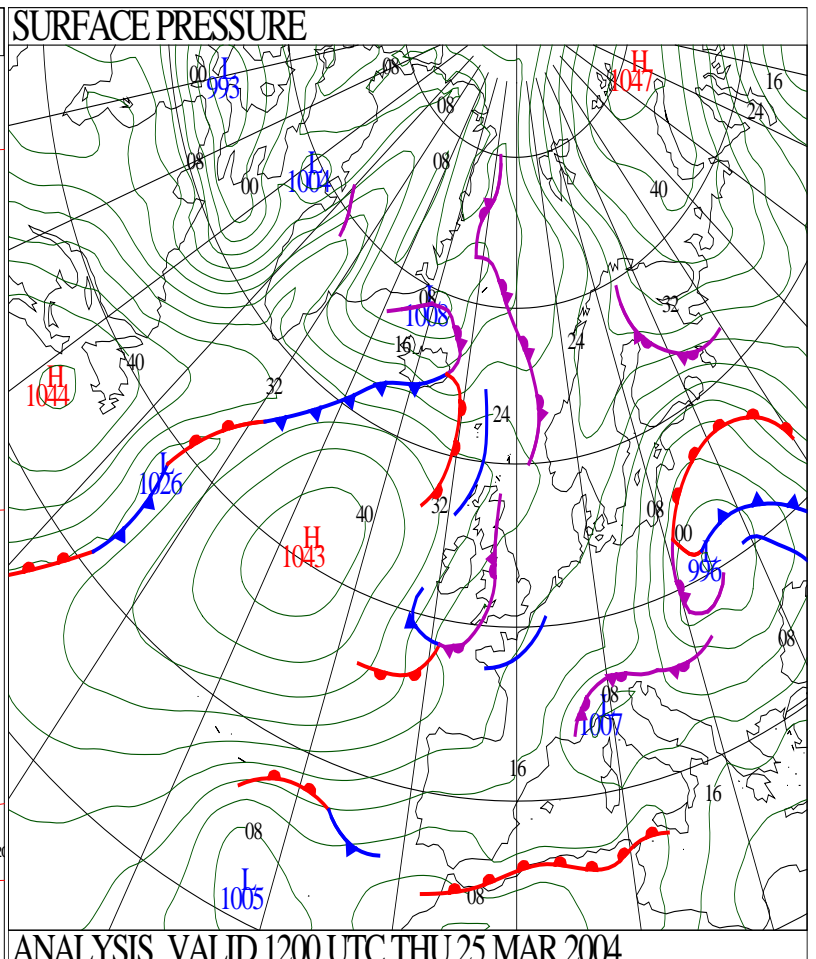 SURFACE PRESSURE
00 L 08 H
993 1047 16
08 24
08 L 08
00 1004 40
08 L 32
1008
16 24
H 40 32
1044 24
L
1026 40 32 08
H 00 L
1043 996
08
08 L
1007
16 16
08
L
1005 08
ANALYSIS VALID 1200 UTC THU 25 MAR 2004